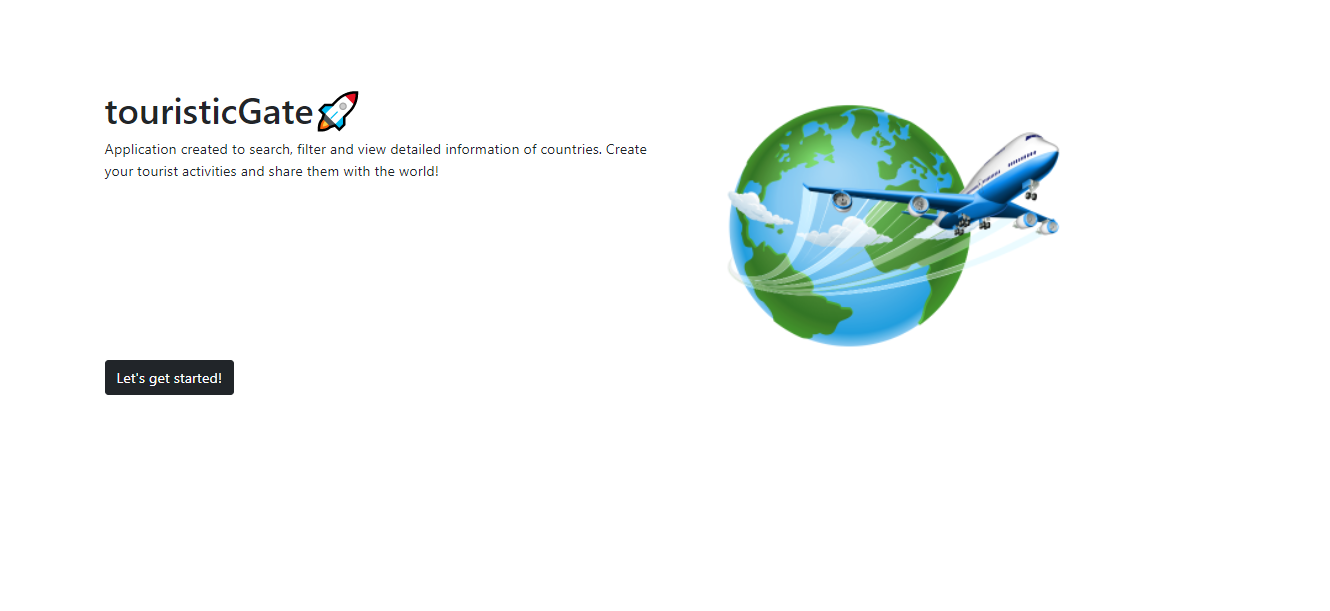 touristicGate🚀
Application created to search, filter and view detailed information of countries. Create
your tourist activities and share them with the world!
Let's get started!